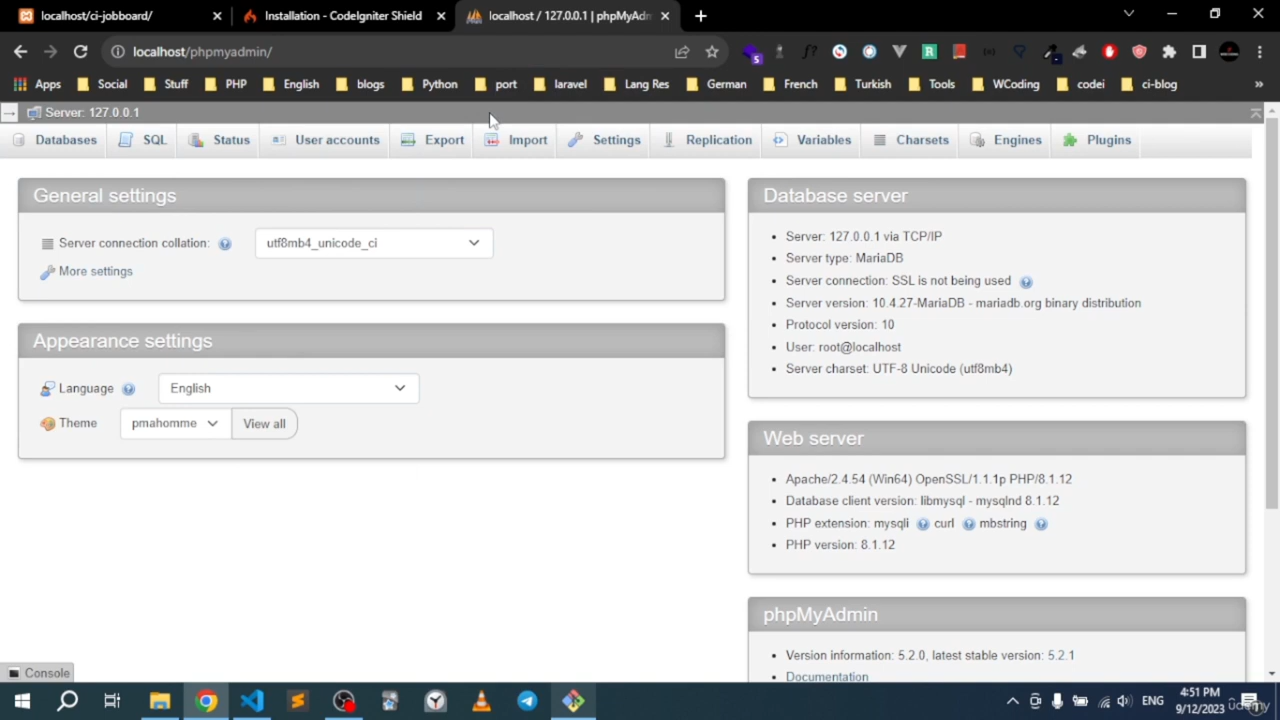 localhost/ci-jobboard/
Installation - CodeIgniter Shield
localhost / 127.0.0.1 | phpMyAdm
localhost/phpmyadmin/
5
f?
R
Apps Social Stuff PHP English blogs Python port laravel Lang Res German French Turkish Tools WCoding codei ci-blog
Server: 127.0.0.1
Databases SQL Status User accounts Export Import Settings Replication Variables Charsets Engines Plugins
General settings
Server connection collation:
utf8mb4_unicode_ci
More settings
Appearance settings
Language
English
Theme
pmahomme
View all
Database server
Server: 127.0.0.1 via TCP/IP
Server type: MariaDB
Server connection: SSL is not being used
Server version: 10.4.27-MariaDB - mariadb.org binary distribution
Protocol version: 10
User: root@localhost
Server charset: UTF-8 Unicode (utf8mb4)
Web server
Apache/2.4.54 (Win64) OpenSSL/1.1.1p PHP/8.1.12
Database client version: libmysql - mysqlnd 8.1.12
PHP extension: mysqli curl mbstring
PHP version: 8.1.12
phpMyAdmin
Version information: 5.2.0, latest stable version: 5.2.1
Documentation
Console
ENG
4:51 PM
9/12/2023
udemy